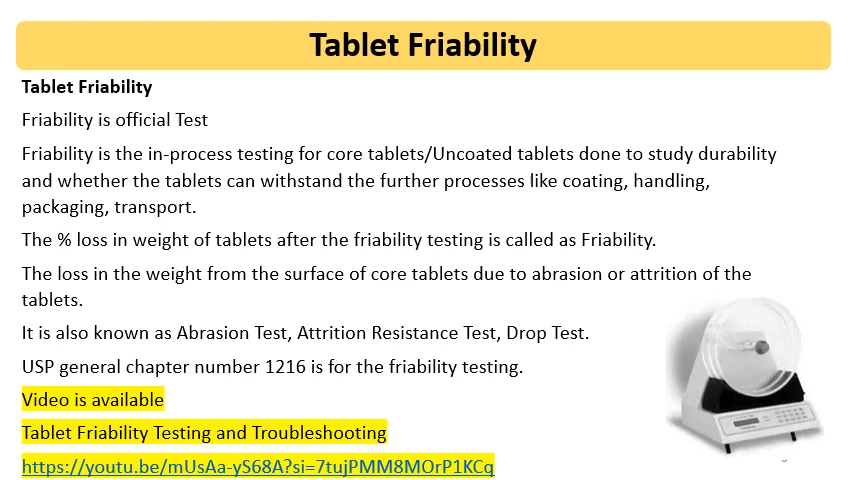 Tablet Friability
Tablet Friability
Friability is official Test
Friability is the in-process testing for core tablets/Uncoated tablets done to study durability
and whether the tablets can withstand the further processes like coating, handling,
packaging, transport.
The % loss in weight of tablets after the friability testing is called as Friability.
The loss in the weight from the surface of core tablets due to abrasion or attrition of the
tablets.
It is also known as Abrasion Test, Attrition Resistance Test, Drop Test.
USP general chapter number 1216 is for the friability testing.
Video is available
Tablet Friability Testing and Troubleshooting
https://youtu.be/mUsAa-yS68A?si=7tujPMM8MOrP1KCq